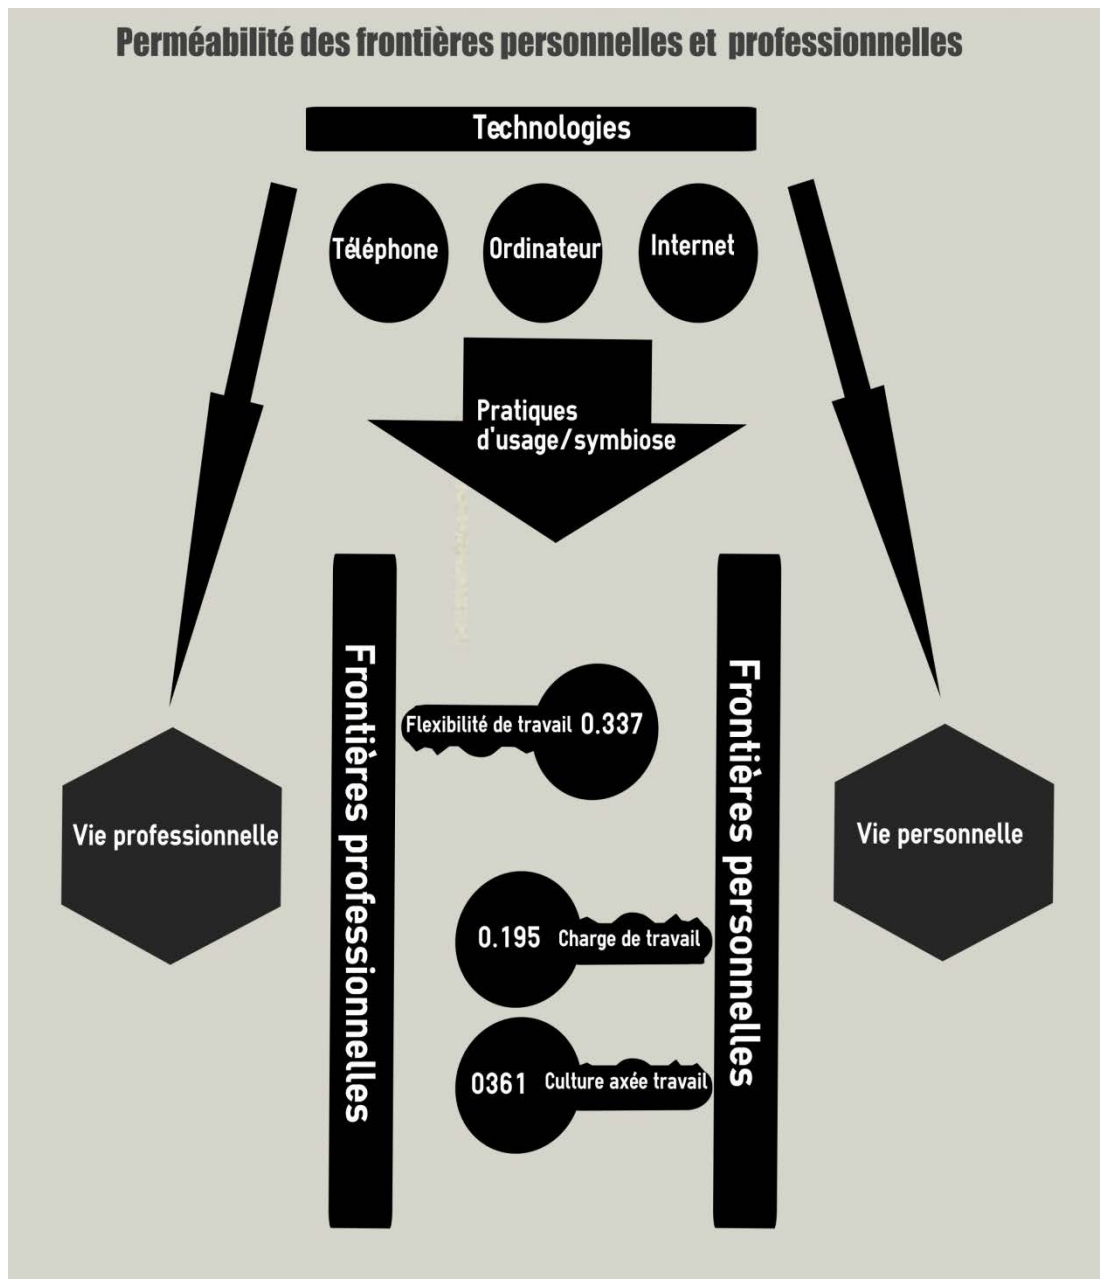 Perméabilité des frontières personnelles et professionnelles
Technologies
Téléphone
Ordinateur
Internet
Pratiques
d'usage/symbiose
Frontières professionnelles
Frontières personnelles
Flexibilité de travail 0.337
Vie professionnelle
Vie personnelle
0.195 Charge de travail
0361 Culture axée travail